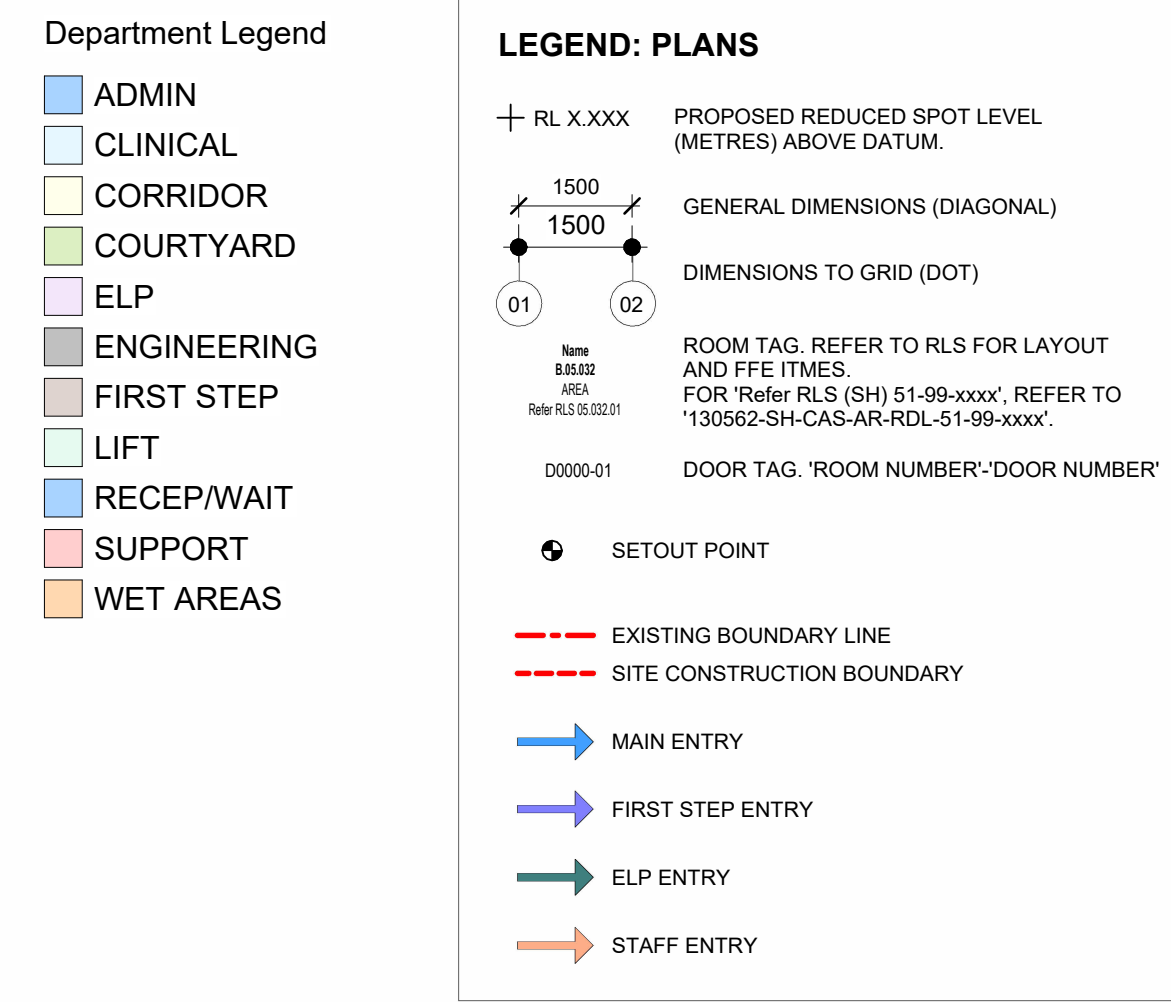 Department Legend
ADMIN
CLINICAL
CORRIDOR
COURTYARD
ELP
ENGINEERING
FIRST STEP
LIFT
RECEP/WAIT
SUPPORT
WET AREAS
LEGEND: PLANS
RL X.XXX
PROPOSED REDUCED SPOT LEVEL
(METRES) ABOVE DATUM.
1500
GENERAL DIMENSIONS (DIAGONAL)
1500
DIMENSIONS TO GRID (DOT)
01
02
Name
B.05.032
AREA
Refer RLS 05.032.01
ROOM TAG. REFER TO RLS FOR LAYOUT
AND FFE ITMES.
FOR 'Refer RLS (SH) 51-99-xxxx', REFER TO
'130562-SH-CAS-AR-RDL-51-99-xxxx'.
D0000-01
DOOR TAG. 'ROOM NUMBER'-'DOOR NUMBER'
SETOUT POINT
EXISTING BOUNDARY LINE
SITE CONSTRUCTION BOUNDARY
MAIN ENTRY
FIRST STEP ENTRY
ELP ENTRY
STAFF ENTRY